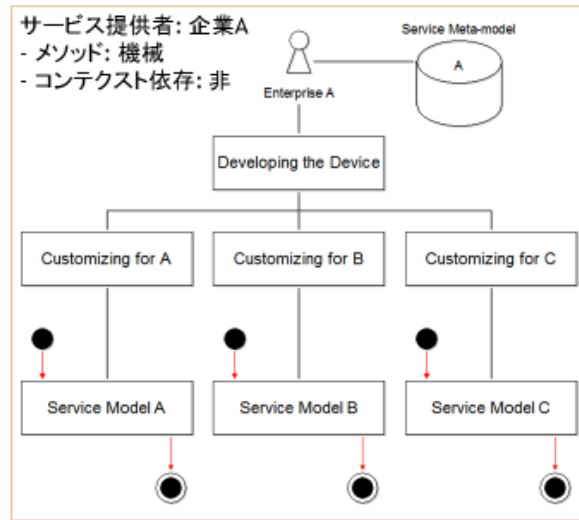 サービス提供者: 企業A
- メソッド: 機械
- コンテクスト依存: 非
Service Meta-model
A
Enterprise A
Developing the Device
Customizing for A
Customizing for B
Customizing for C
Service Model A
Service Model B
Service Model C